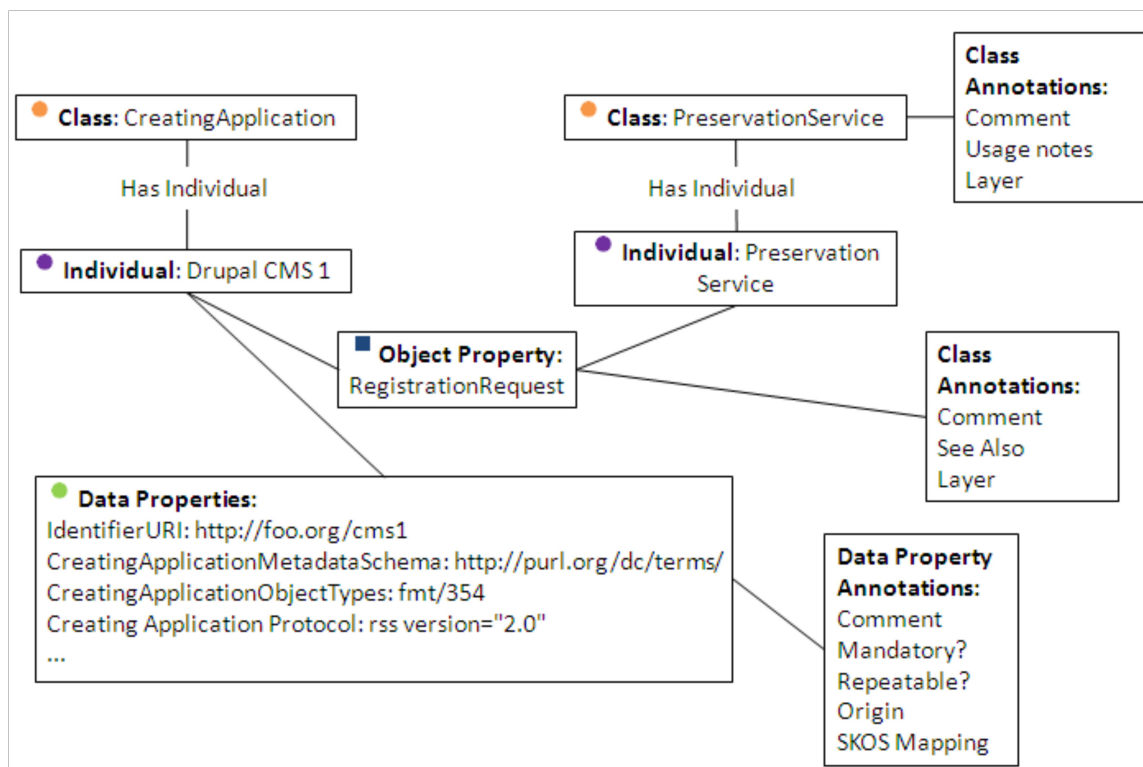 Class
Annotations:
Comment
Usage notes
Layer
Class: CreatingApplication
Class: PreservationService
Has Individual
Has Individual
Individual: Drupal CMS 1
Individual: Preservation
Service
Object Property:
RegistrationRequest
Class
Annotations:
Comment
See Also
Layer
Data Properties:
IdentifierURI: http://foo.org/cms1
CreatingApplicationMetadataSchema: http://purl.org/dc/terms/
CreatingApplicationObjectTypes: fmt/354
Creating Application Protocol: rss version="2.0"
...
Data Property
Annotations:
Comment
Mandatory?
Repeatable?
Origin
SKOS Mapping